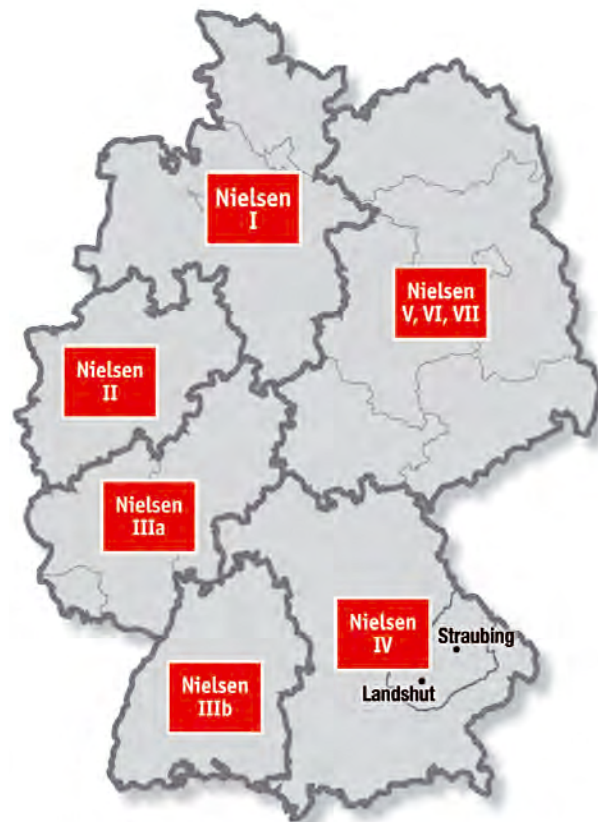 Nielsen
I
Nielsen
V, VI, VII
Nielsen
II
Nielsen
IIIa
Nielsen
IV
Straubing
Landshut
Nielsen
IIIb